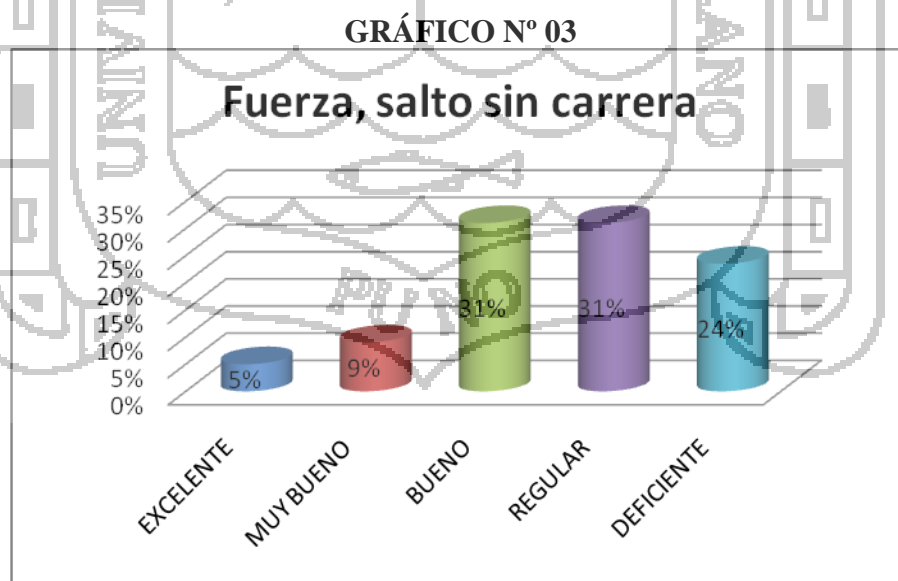 GRÁFICO Nº 03
Fuerza, salto sin carrera
35%
30%
25%
20%
15%
10%
5%
0%
5%
9%
31%
31%
24%
EXCELENTE
MUY BUENO
BUENO
REGULAR
DEFICIENTE
PUNO